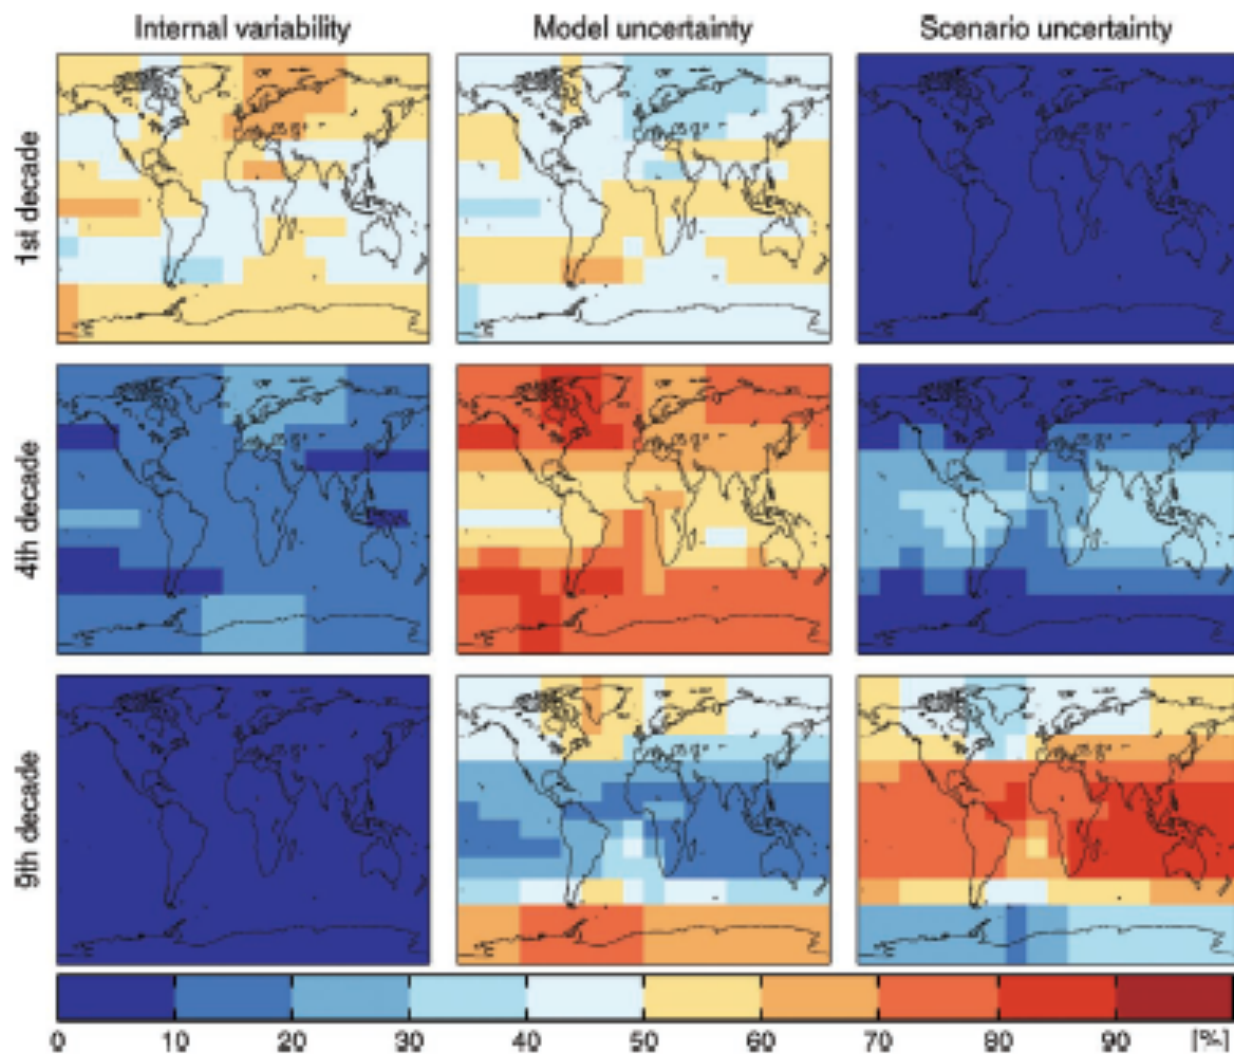 Internal variability Model uncertainty Scenario uncertainty
1st decade
4th decade
9th decade
0 10 20 30 40 50 60 70 80 90 [%]